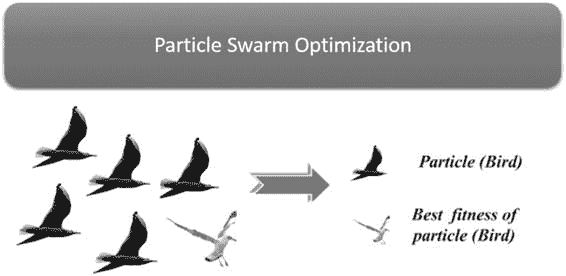 Particle Swarm Optimization
Particle (Bird)
Best fitness of
particle (Bird)